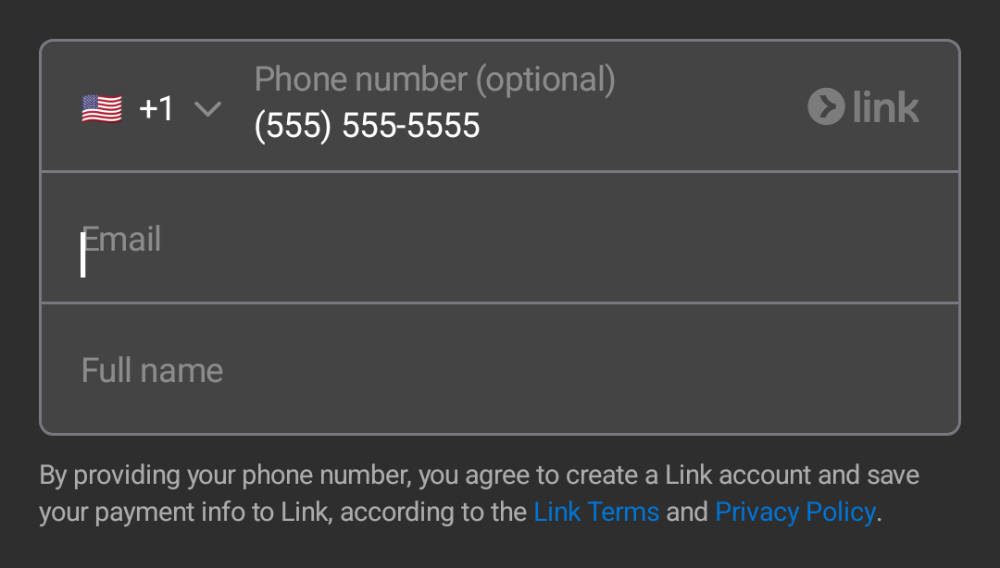 Phone number (optional)
+1 (555) 555-5555
link
Email
Full name
By providing your phone number, you agree to create a Link account and save
your payment info to Link, according to the Link Terms and Privacy Policy.